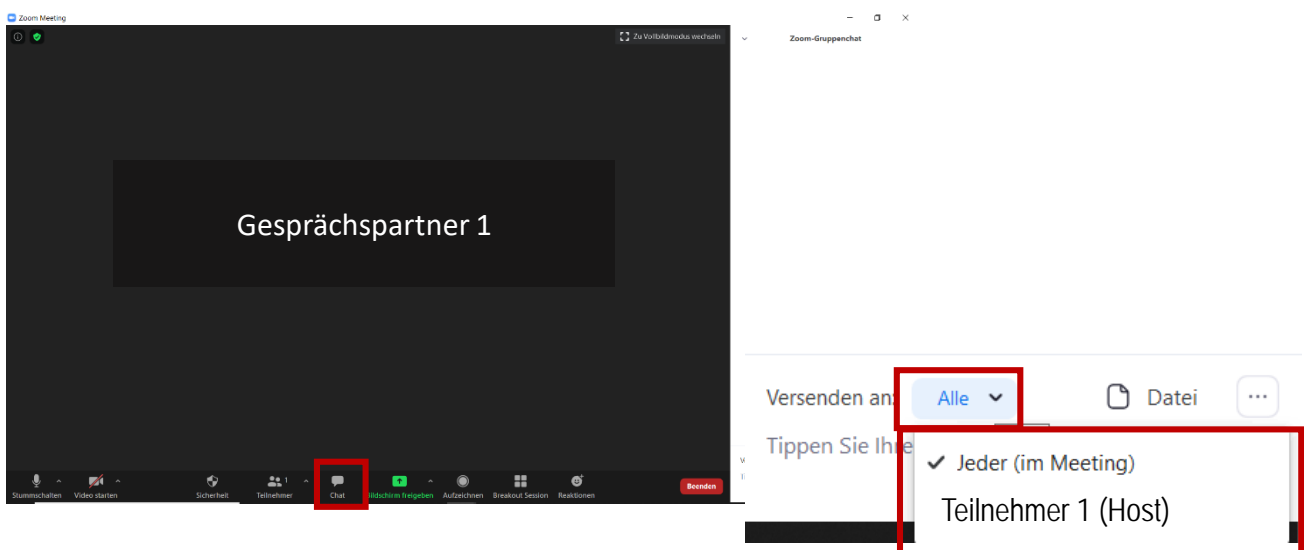 Zoom Meeting
Zu Vollbildmodus wechseln
Zoom-Gruppenchat
Gesprächspartner 1
Versenden an: Alle Datei ...
Tippen Sie Ihre
Jeder (im Meeting)
Teilnehmer 1 (Host)
Stummschalten Video starten Sicherheit Teilnehmer 1 Chat Bildschirm freigeben Aufzeichnen Breakout Session Reaktionen Beenden